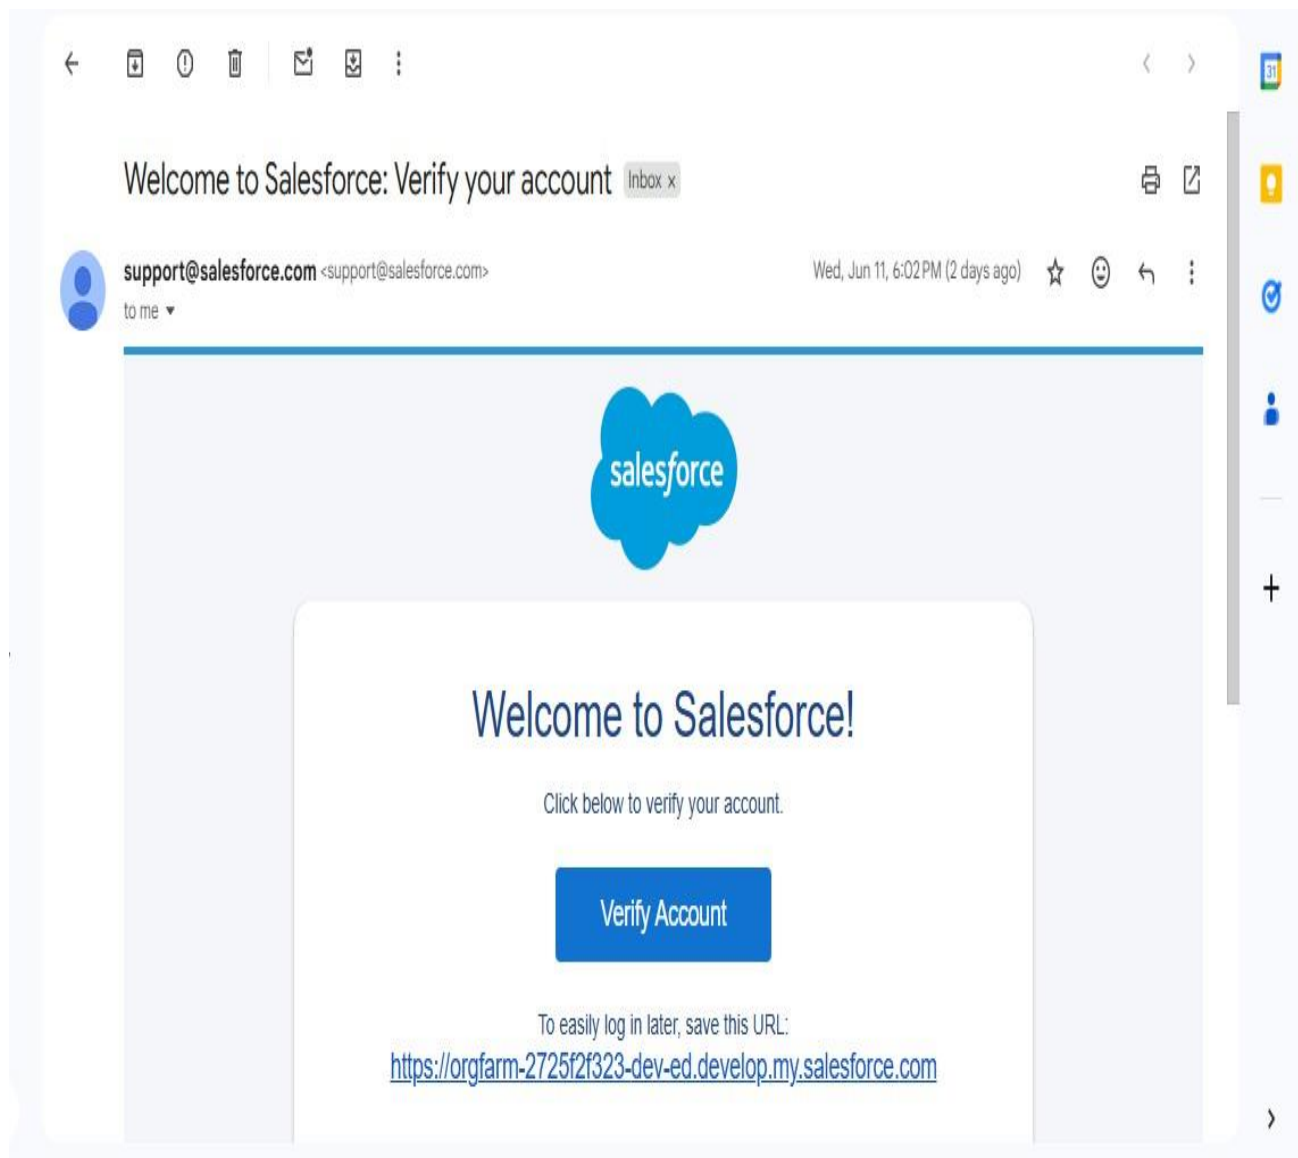 31
Welcome to Salesforce: Verify your account Inbox x
support@salesforce.com <support@salesforce.com> Wed, Jun 11, 6:02 PM (2 days ago)
to me
salesforce
Welcome to Salesforce!
Click below to verify your account.
Verify Account
To easily log in later, save this URL:
https://orgfarm-2725f2f323-dev-ed.develop.my.salesforce.com